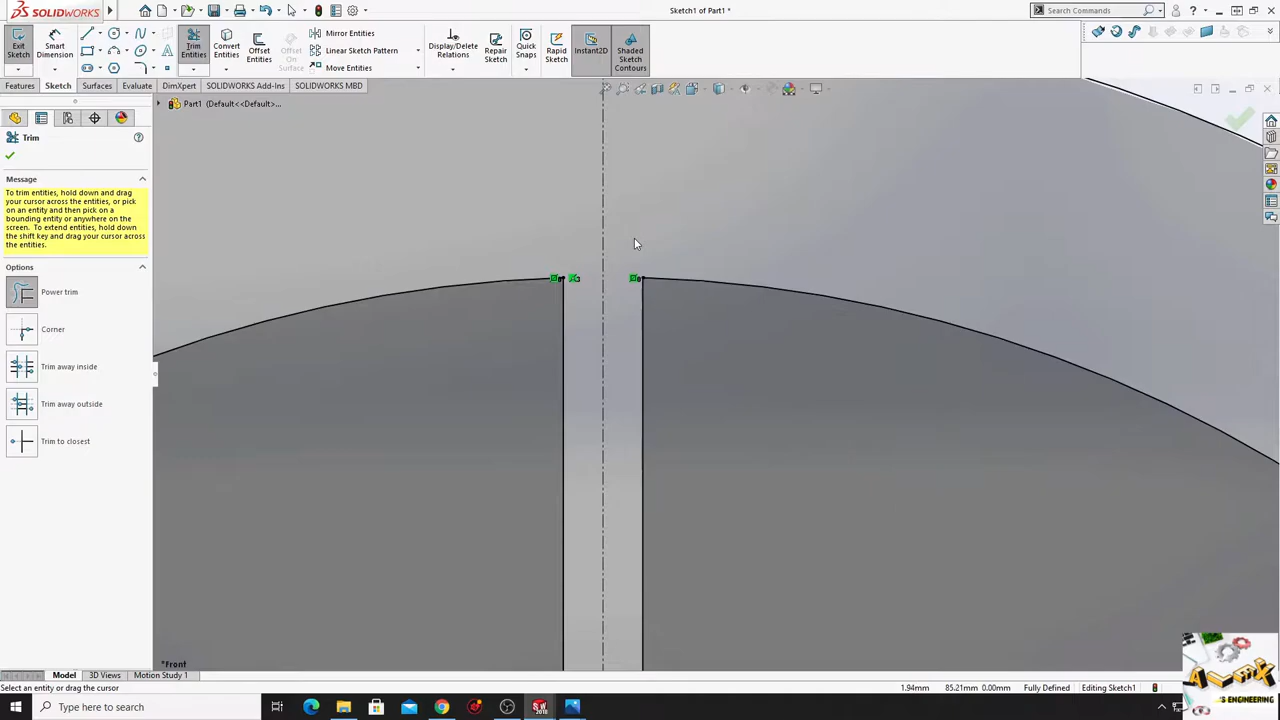 SOLIDWORKS
Sketch1 of Part1 *
Search Commands
Exit Sketch
Smart Dimension
Trim Entities
Convert Entities
Offset Entities
Offset On Surface
Mirror Entities
Linear Sketch Pattern
Move Entities
Display/Delete Relations
Repair Sketch
Quick Snaps
Rapid Sketch
Instant2D
Shaded Sketch Contours
Features
Sketch
Surfaces
Evaluate
DimXpert
SOLIDWORKS Add-Ins
SOLIDWORKS MBD
Part1 (Default<<Default>...
Trim
Message
To trim entities, hold down and drag
your cursor across the entities, or pick
on an entity and then pick on a
bounding entity or anywhere on the
screen. To extend entities, hold down
the shift key and drag your cursor across
the entities.
Options
Power trim
Corner
Trim away inside
Trim away outside
Trim to closest
*Front
Model
3D Views
Motion Study 1
Select an entity or drag the cursor
1.94mm
85.21mm 0.00mm
Fully Defined
Editing Sketch1
Type here to search
'S ENGINEERING